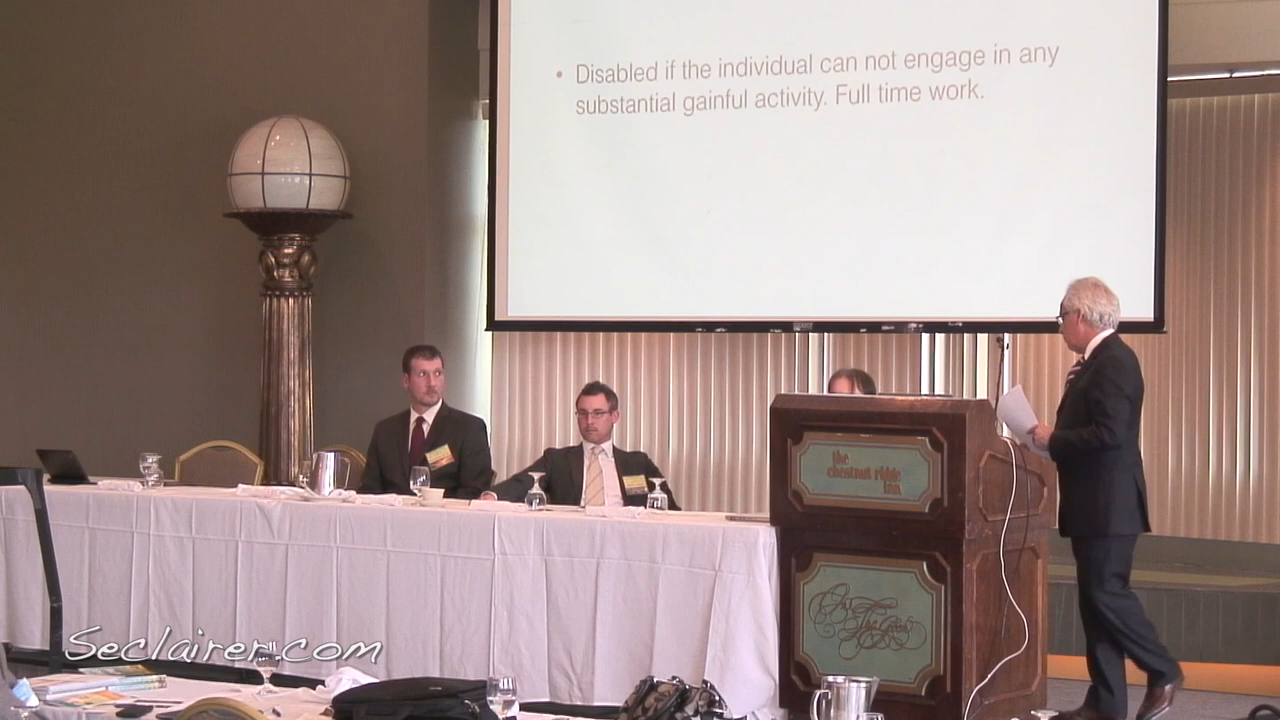 • Disabled if the individual can not engage in any
substantial gainful activity. Full time work.
the
chestnut ridge
inn
Seclairer.com